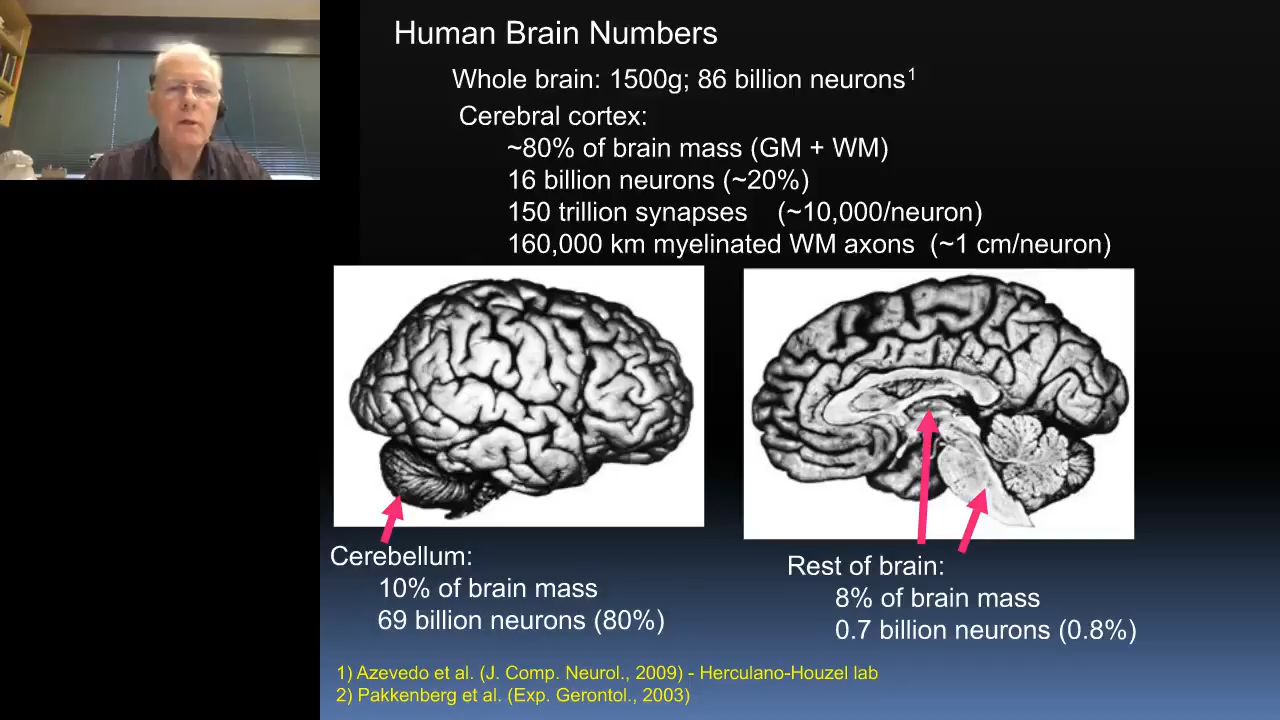 Human Brain Numbers
Whole brain: 1500g; 86 billion neurons¹
Cerebral cortex:
~80% of brain mass (GM + WM)
16 billion neurons (~20%)
150 trillion synapses (~10,000/neuron)
160,000 km myelinated WM axons (~1 cm/neuron)
Cerebellum:
10% of brain mass
69 billion neurons (80%)
Rest of brain:
8% of brain mass
0.7 billion neurons (0.8%)
1) Azevedo et al. (J. Comp. Neurol., 2009) - Herculano-Houzel lab
2) Pakkenberg et al. (Exp. Gerontol., 2003)